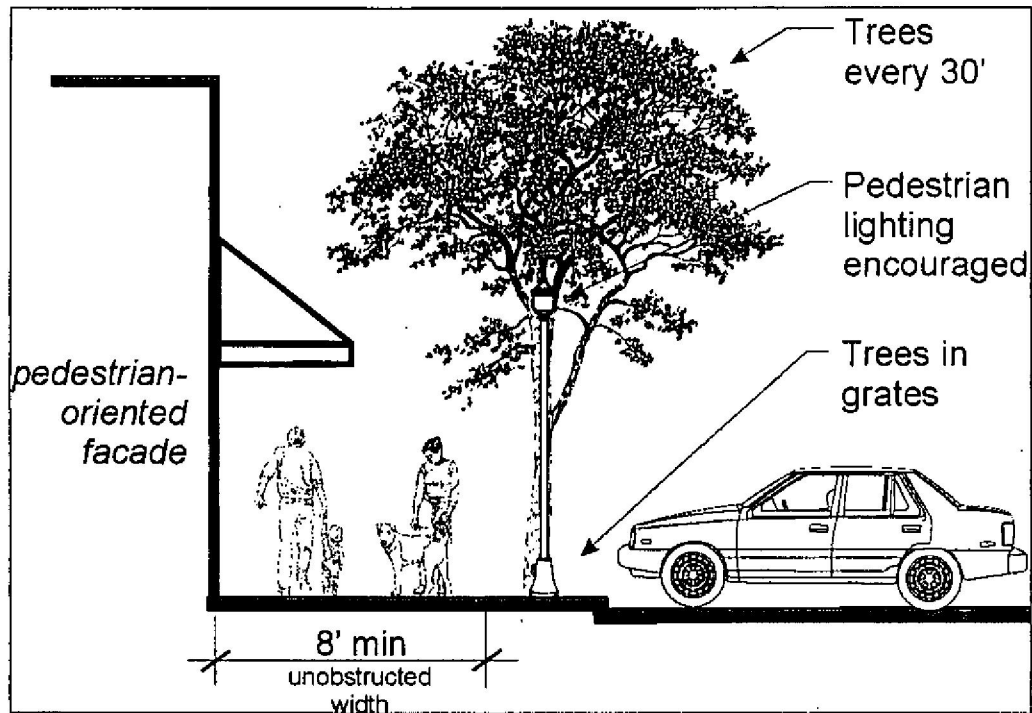 Trees
every 30'
Pedestrian
lighting
encouraged
Trees in
grates
pedestrian-
oriented
facade
8' min
unobstructed
width